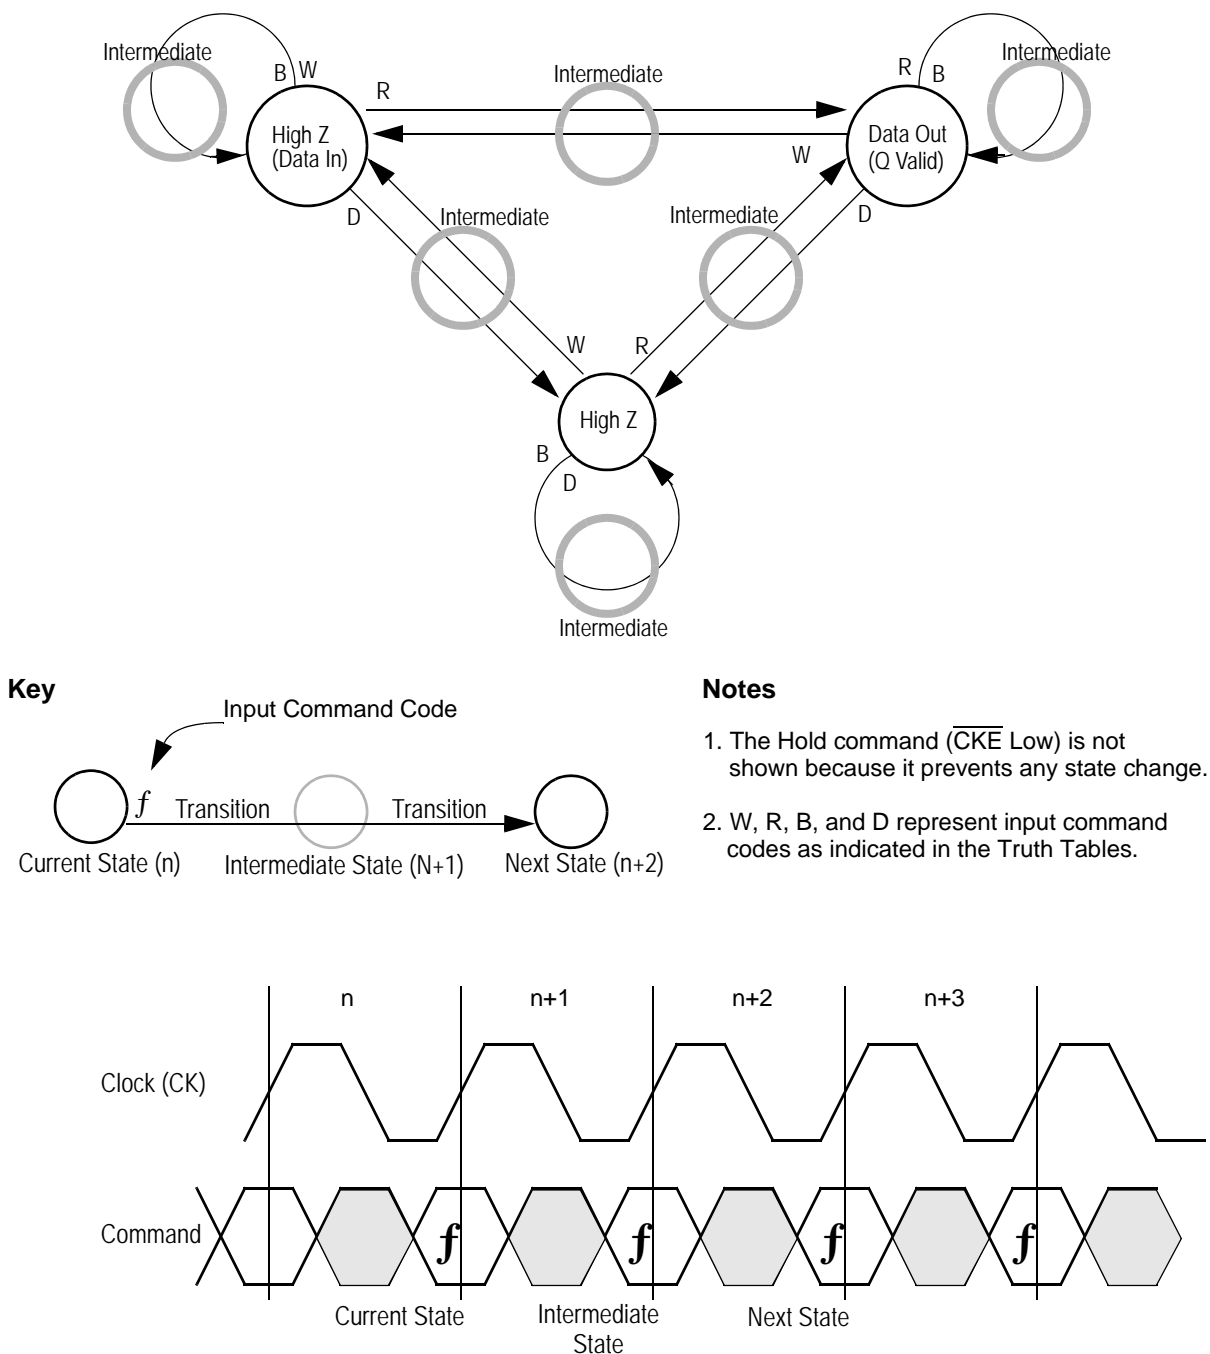 Intermediate
Intermediate
Intermediate
B W
R
R B
High Z
(Data In)
Data Out
(Q Valid)
W
D
D
Intermediate
Intermediate
W
R
High Z
B
D
Intermediate
Key
Input Command Code
f
Transition
Transition
Current State (n)
Intermediate State (N+1)
Next State (n+2)
Notes
1. The Hold command (C̅K̅E̅ Low) is not
shown because it prevents any state change.
2. W, R, B, and D represent input command
codes as indicated in the Truth Tables.
n
n+1
n+2
n+3
Clock (CK)
Command
f
f
f
f
Current State
Intermediate
State
Next State